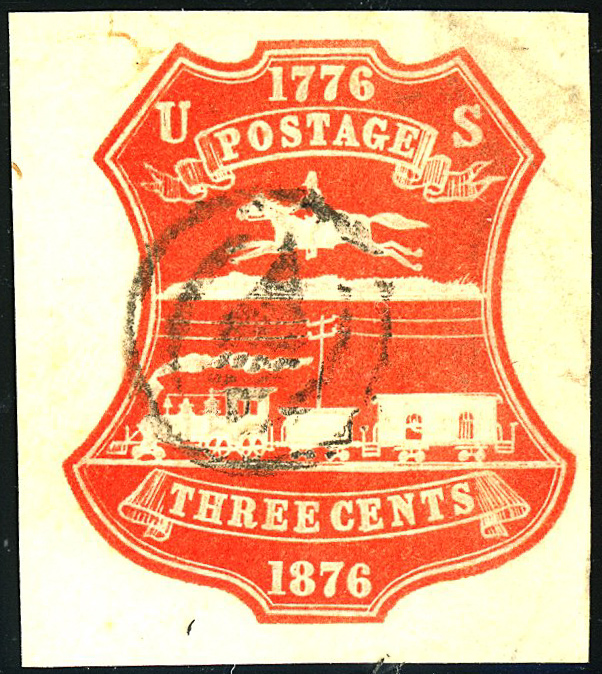 1776
U POSTAGE S
THREE CENTS
1876